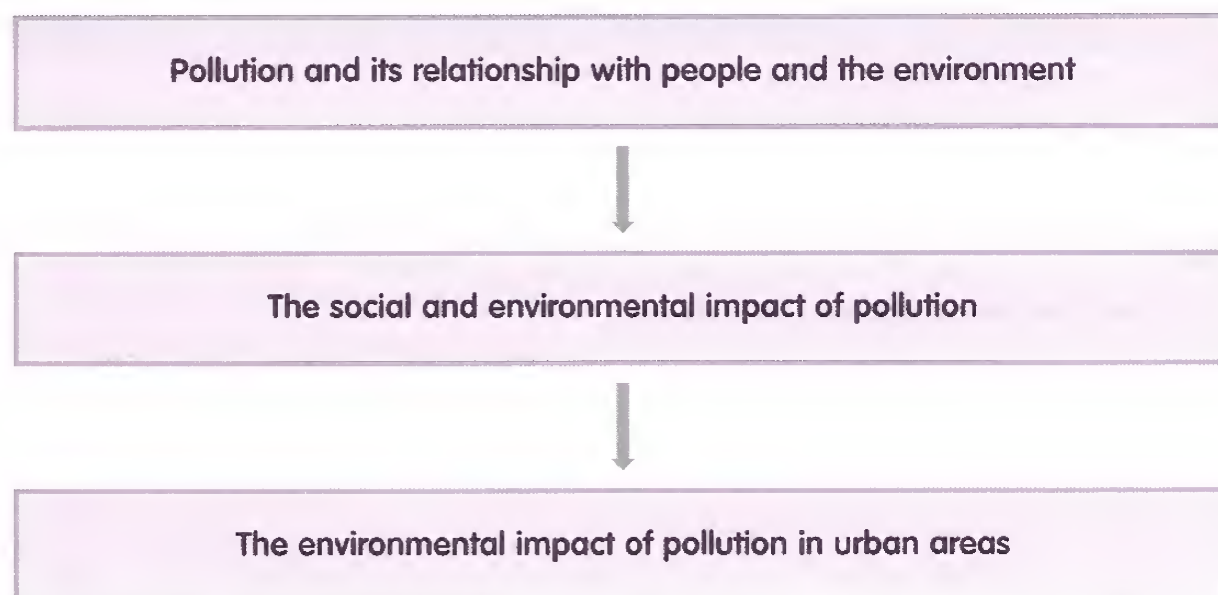 Pollution and its relationship with people and the environment
The social and environmental impact of pollution
The environmental impact of pollution in urban areas